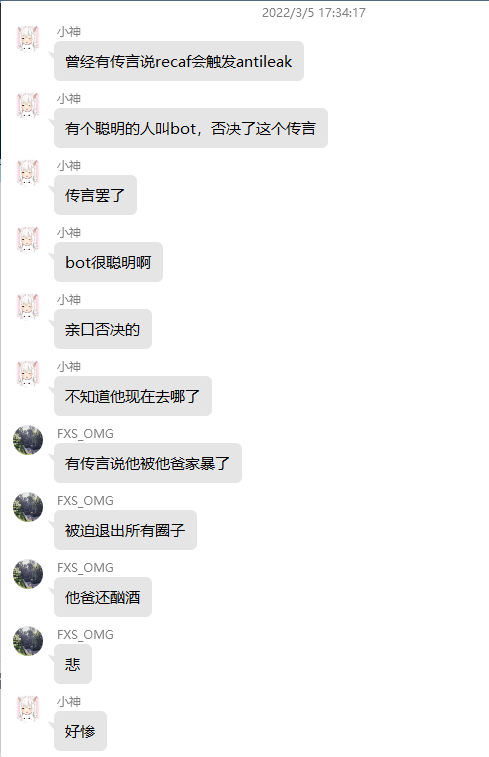 2022/3/5 17:34:17
小神
曾经有传言说recaf会触发antileak
小神
有个聪明的人叫bot，否决了这个传言
小神
传言罢了
小神
bot很聪明啊
小神
亲口否决的
小神
不知道他现在去哪了
FXS_OMG
有传言说他被他爸家暴了
FXS_OMG
被迫退出所有圈子
FXS_OMG
他爸还酗酒
FXS_OMG
悲
小神
好惨